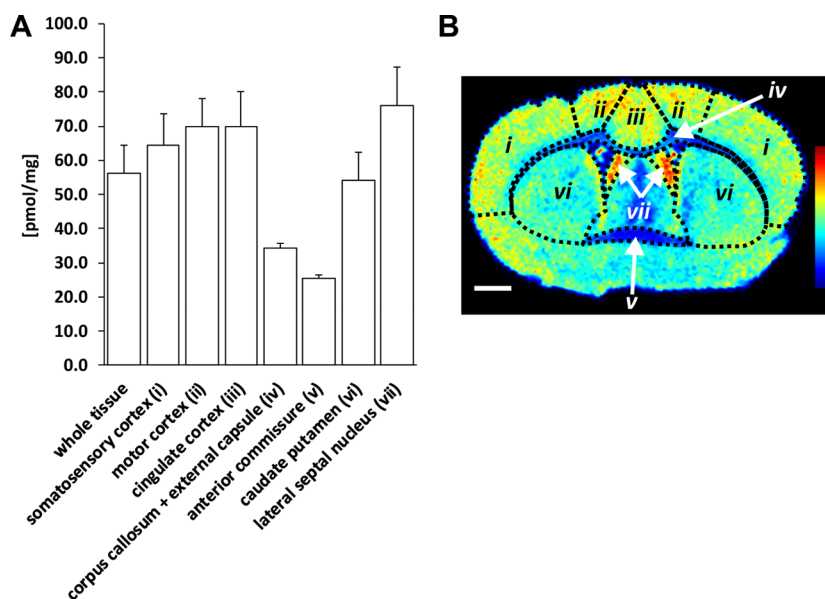 A
[pmol/mg]
100.0
90.0
80.0
70.0
60.0
50.0
40.0
30.0
20.0
10.0
0.0
whole tissue
somatosensory cortex (i)
motor cortex (ii)
cingulate cortex (iii)
corpus callosum + external capsule (iv)
anterior commissure (v)
caudate putamen (vi)
lateral septal nucleus (vii)
B
iv
ii
iii
ii
i
i
vi
vi
vii
v